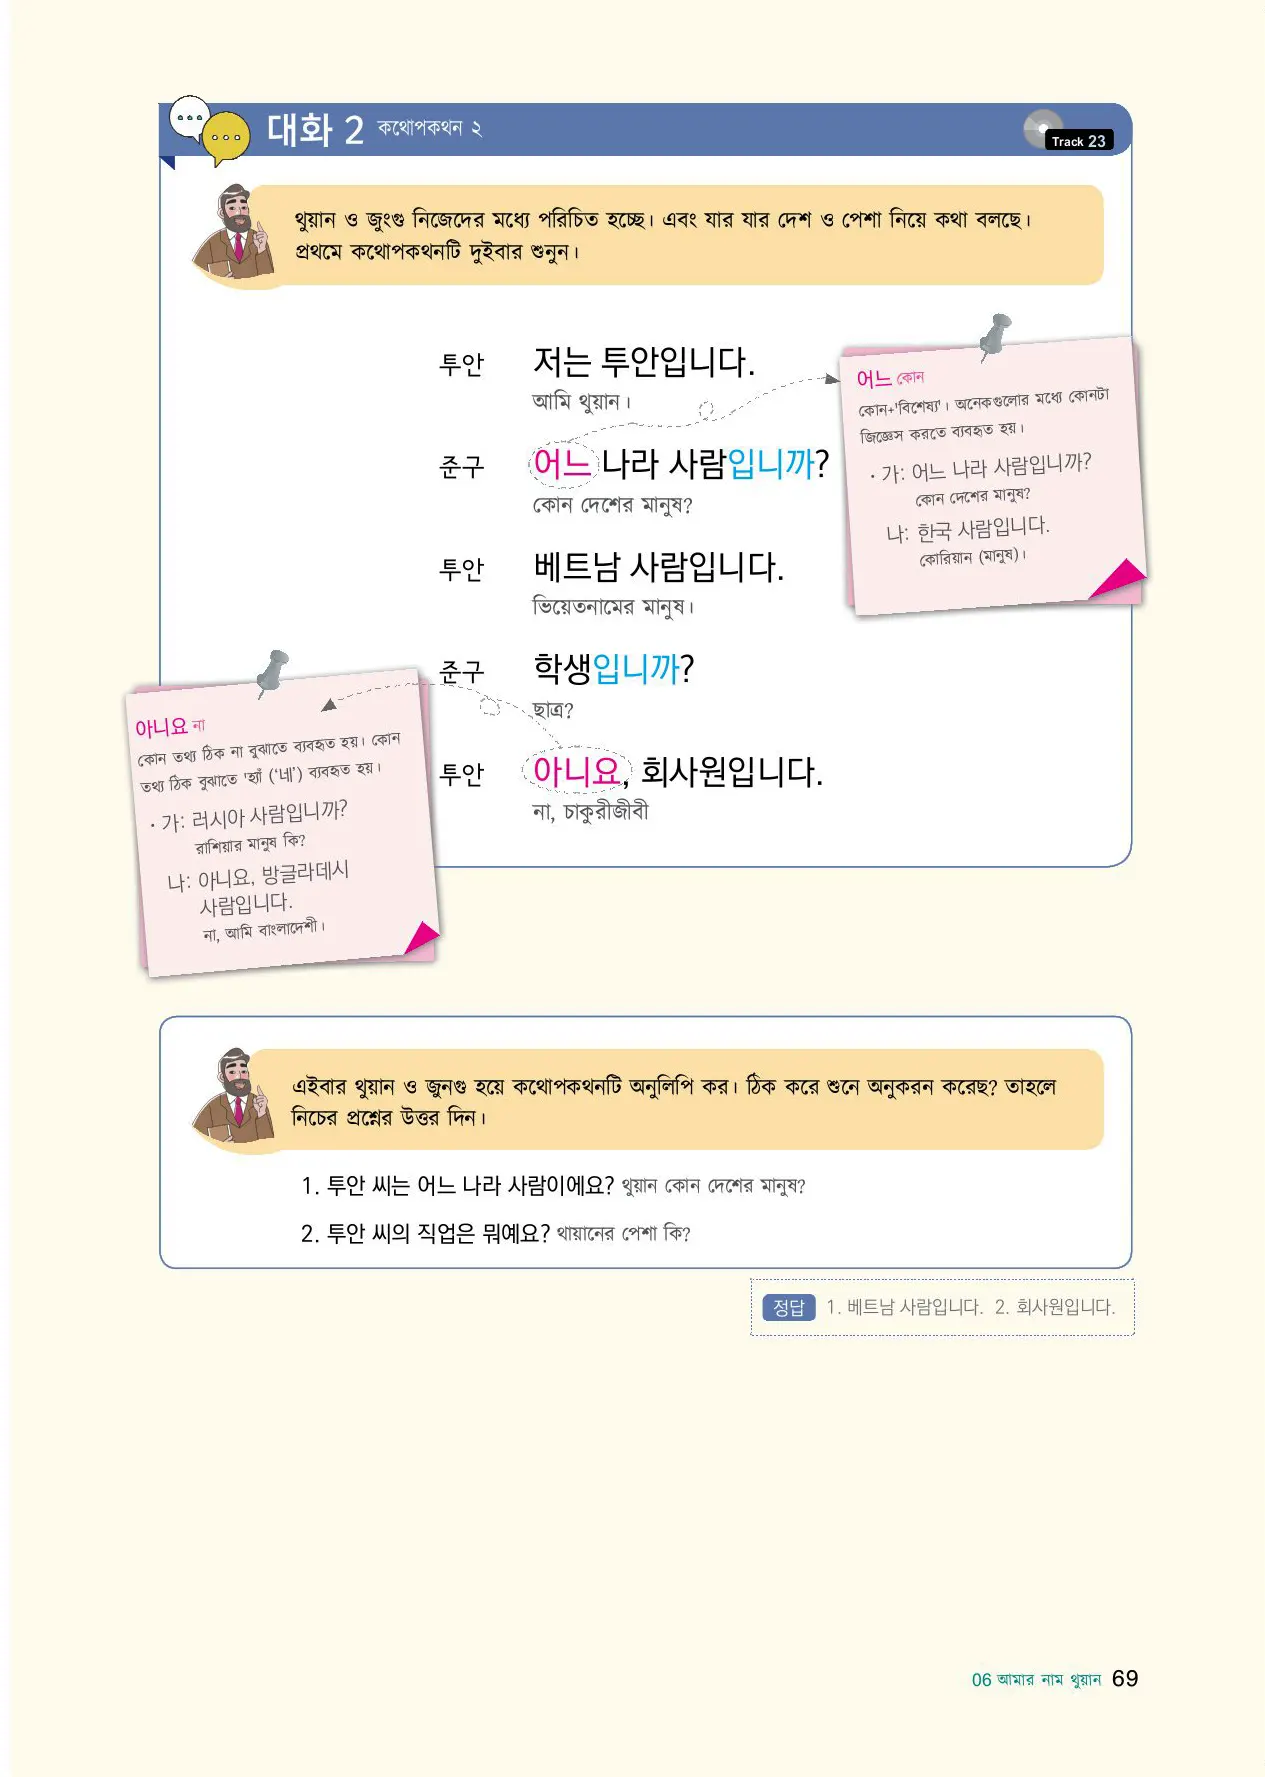 대화 2 কথোপকথন ২
Track 23
থুয়ান ও জুংগু নিজেদের মধ্যে পরিচিত হচ্ছে। এবং যার যার দেশ ও পেশা নিয়ে কথা বলছে।
প্রথমে কথোপকথনটি দুইবার শুনুন।
투안 저는 투안입니다.
আমি থুয়ান।
준구 어느 나라 사람입니까?
কোন দেশের মানুষ?
투안 베트남 사람입니다.
ভিয়েতনামের মানুষ।
준구 학생입니까?
ছাত্র?
투안 아니요, 회사원입니다.
না, চাকুরীজীবী
어느 কোন
কোন+'বিশেষ্য'। অনেকগুলোর মধ্যে কোনটা
জিজ্ঞেস করতে ব্যবহৃত হয়।
· 가: 어느 나라 사람입니까?
কোন দেশের মানুষ?
나: 한국 사람입니다.
কোরিয়ান (মানুষ)।
아니요 না
কোন তথ্য ঠিক না বুঝাতে ব্যবহৃত হয়। কোন
তথ্য ঠিক বুঝাতে 'হ্যাঁ ('네') ব্যবহৃত হয়।
· 가: 러시아 사람입니까?
রাশিয়ার মানুষ কি?
나: 아니요, 방글라데시
사람입니다.
না, আমি বাংলাদেশী।
এইবার থুয়ান ও জুনগু হয়ে কথোপকথনটি অনুলিপি কর। ঠিক করে শুনে অনুকরন করেছ? তাহলে
নিচের প্রশ্নের উত্তর দিন।
1. 투안 씨는 어느 나라 사람이에요? থুয়ান কোন দেশের মানুষ?
2. 투안 씨의 직업은 뭐예요? থায়ানের পেশা কি?
정답 1. 베트남 사람입니다. 2. 회사원입니다.
06 আমার নাম থুয়ান 69